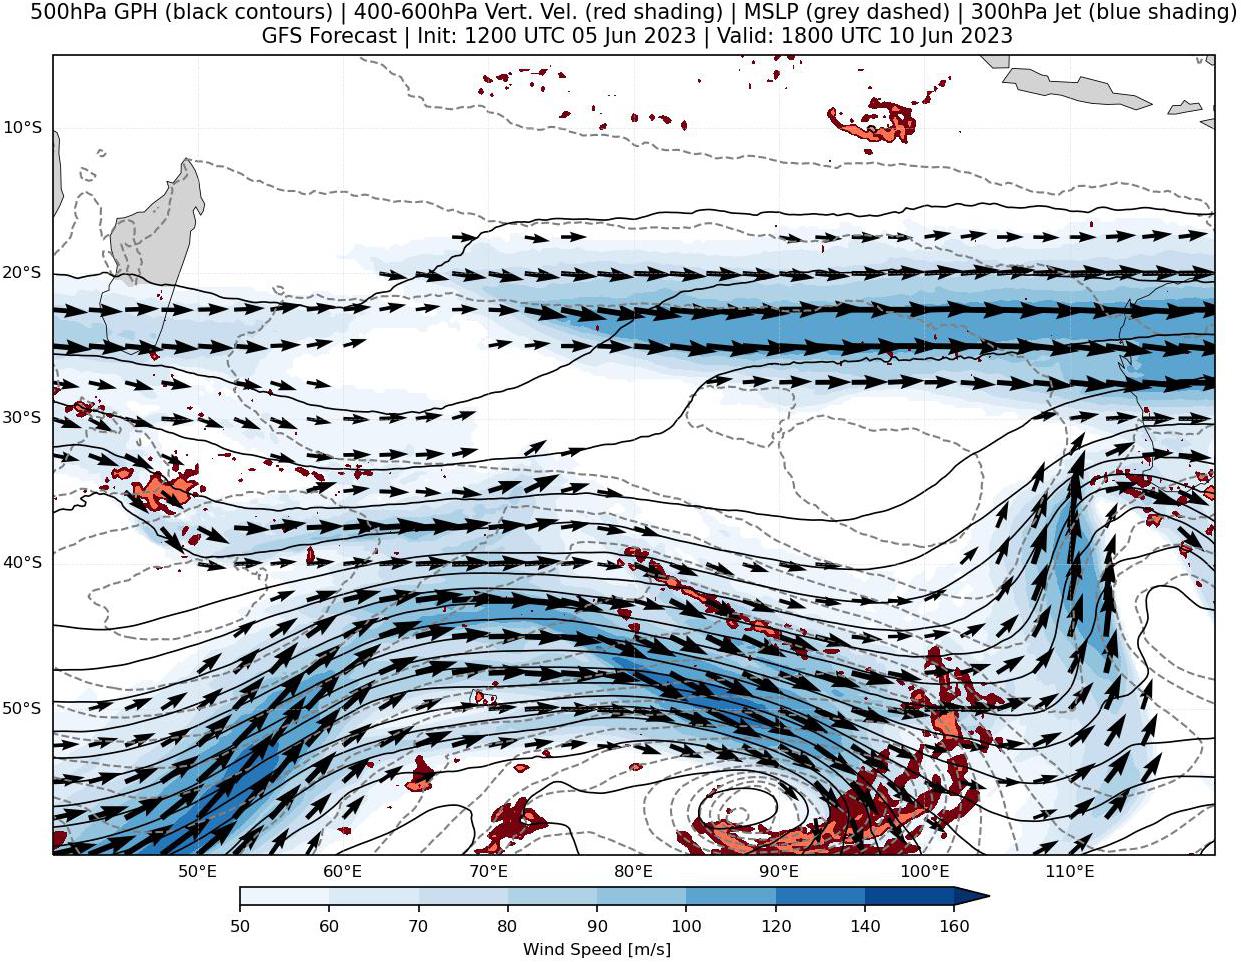 500hPa GPH (black contours) | 400-600hPa Vert. Vel. (red shading) | MSLP (grey dashed) | 300hPa Jet (blue shading)
GFS Forecast | Init: 1200 UTC 05 Jun 2023 | Valid: 1800 UTC 10 Jun 2023
10°S
20°S
30°S
40°S
50°S
50°E 60°E 70°E 80°E 90°E 100°E 110°E
50 60 70 80 90 100 120 140 160
Wind Speed [m/s]